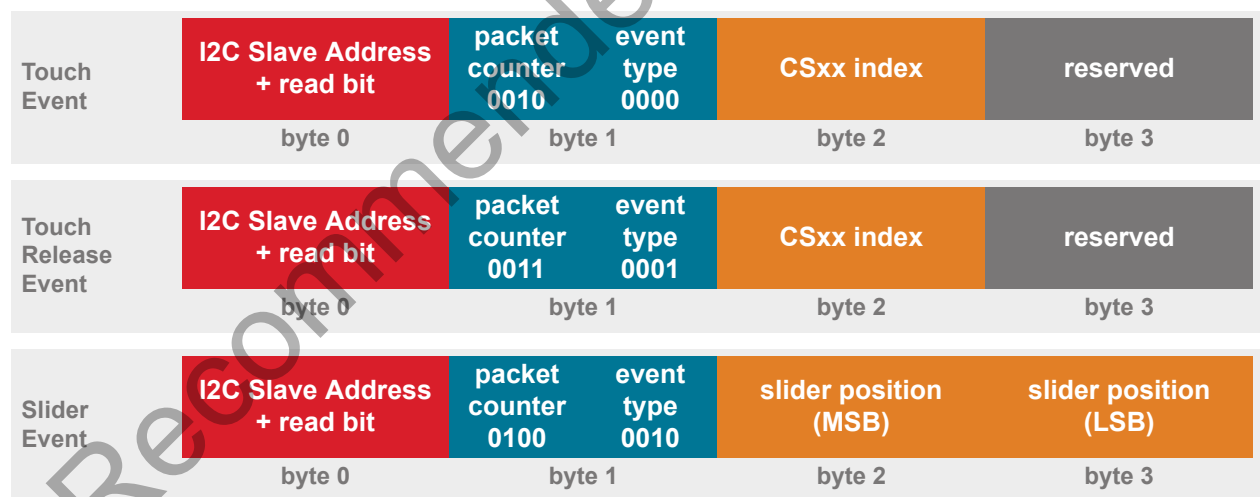 Touch
Event
I2C Slave Address
+ read bit
packet
counter
0010
event
type
0000
CSxx index
reserved
byte 0
byte 1
byte 2
byte 3
Touch
Release
Event
I2C Slave Address
+ read bit
packet
counter
0011
event
type
0001
CSxx index
reserved
byte 0
byte 1
byte 2
byte 3
Slider
Event
I2C Slave Address
+ read bit
packet
counter
0100
event
type
0010
slider position
(MSB)
slider position
(LSB)
byte 0
byte 1
byte 2
byte 3